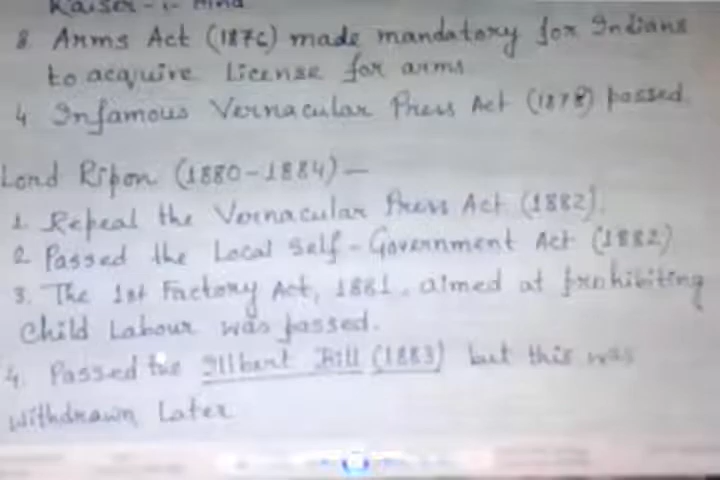 Kaiser-i-Hind
3 Arms Act (1876) made mandatory for Indians
to acquire License for arms
4 Infamous Vernacular Press Act (1878) passed.
Lord Ripon (1880-1884) —
1. Repeal the Vernacular Press Act (1882).
2. Passed the Local Self-Government Act (1882)
3. The 1st Factory Act, 1881, aimed at prohibiting
Child Labour was passed.
4. Passed the Illbert Bill (1883) but this was
withdrawn Later